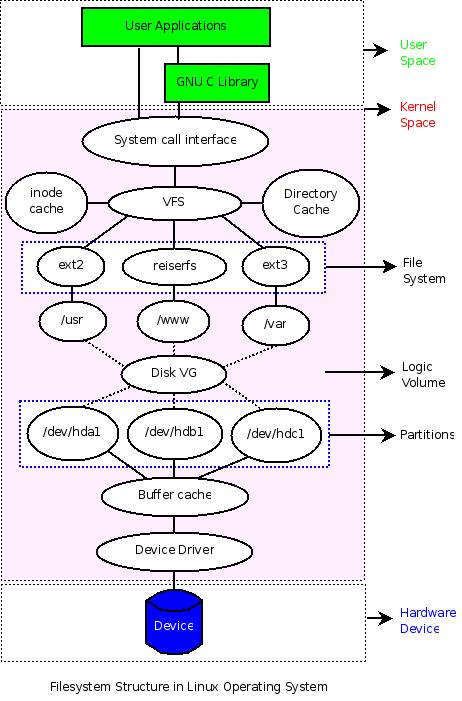 User Applications
GNU C Library
User
Space
Kernel
Space
System call interface
inode
cache
VFS
Directory
Cache
ext2
reiserfs
ext3
File
System
/usr
/www
/var
Disk VG
Logic
Volume
/dev/hda1
/dev/hdb1
/dev/hdc1
Partitions
Buffer cache
Device Driver
Device
Hardware
Device
Filesystem Structure in Linux Operating System